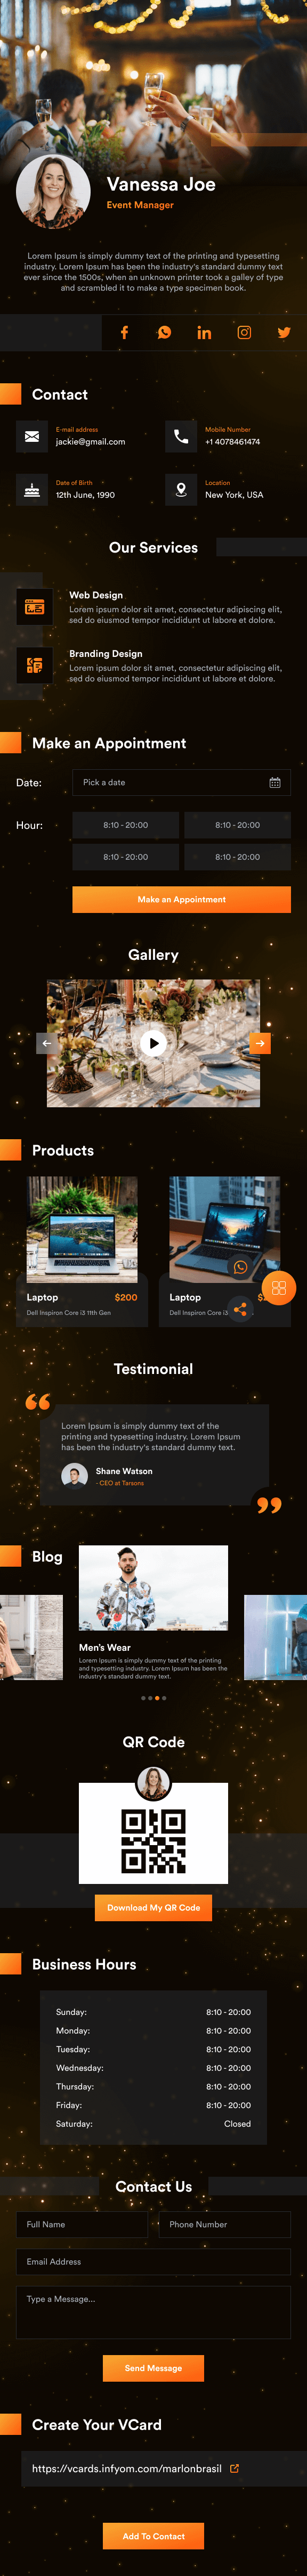 Vanessa Joe
Event Manager
Lorem Ipsum is simply dummy text of the printing and typesetting
industry. Lorem Ipsum has been the industry's standard dummy text
ever since the 1500s, when an unknown printer took a galley of type
and scrambled it to make a type specimen book.
Contact
E-mail address
jackie@gmail.com
Mobile Number
+1 4078461474
Date of Birth
12th June, 1990
Location
New York, USA
Our Services
Web Design
Lorem ipsum dolor sit amet, consectetur adipiscing elit,
sed do eiusmod tempor incididunt ut labore et dolore.
Branding Design
Lorem ipsum dolor sit amet, consectetur adipiscing elit,
sed do eiusmod tempor incididunt ut labore et dolore.
Make an Appointment
Date:
Pick a date
Hour:
8:10 - 20:00
8:10 - 20:00
8:10 - 20:00
8:10 - 20:00
Make an Appointment
Gallery
Products
Laptop
$200
Dell Inspiron Core i3 11th Gen
Laptop
Dell Inspiron Core i3
Testimonial
Lorem Ipsum is simply dummy text of the
printing and typesetting industry. Lorem Ipsum
has been the industry's standard dummy text.
Shane Watson
- CEO at Tarsons
Blog
Men's Wear
Lorem Ipsum is simply dummy text of the printing
and typesetting industry. Lorem Ipsum has been the
industry's standard dummy text.
QR Code
Download My QR Code
Business Hours
Sunday: 8:10 - 20:00
Monday: 8:10 - 20:00
Tuesday: 8:10 - 20:00
Wednesday: 8:10 - 20:00
Thursday: 8:10 - 20:00
Friday: 8:10 - 20:00
Saturday: Closed
Contact Us
Full Name
Phone Number
Email Address
Type a Message...
Send Message
Create Your VCard
https://vcards.infyom.com/marlonbrasil
Add To Contact